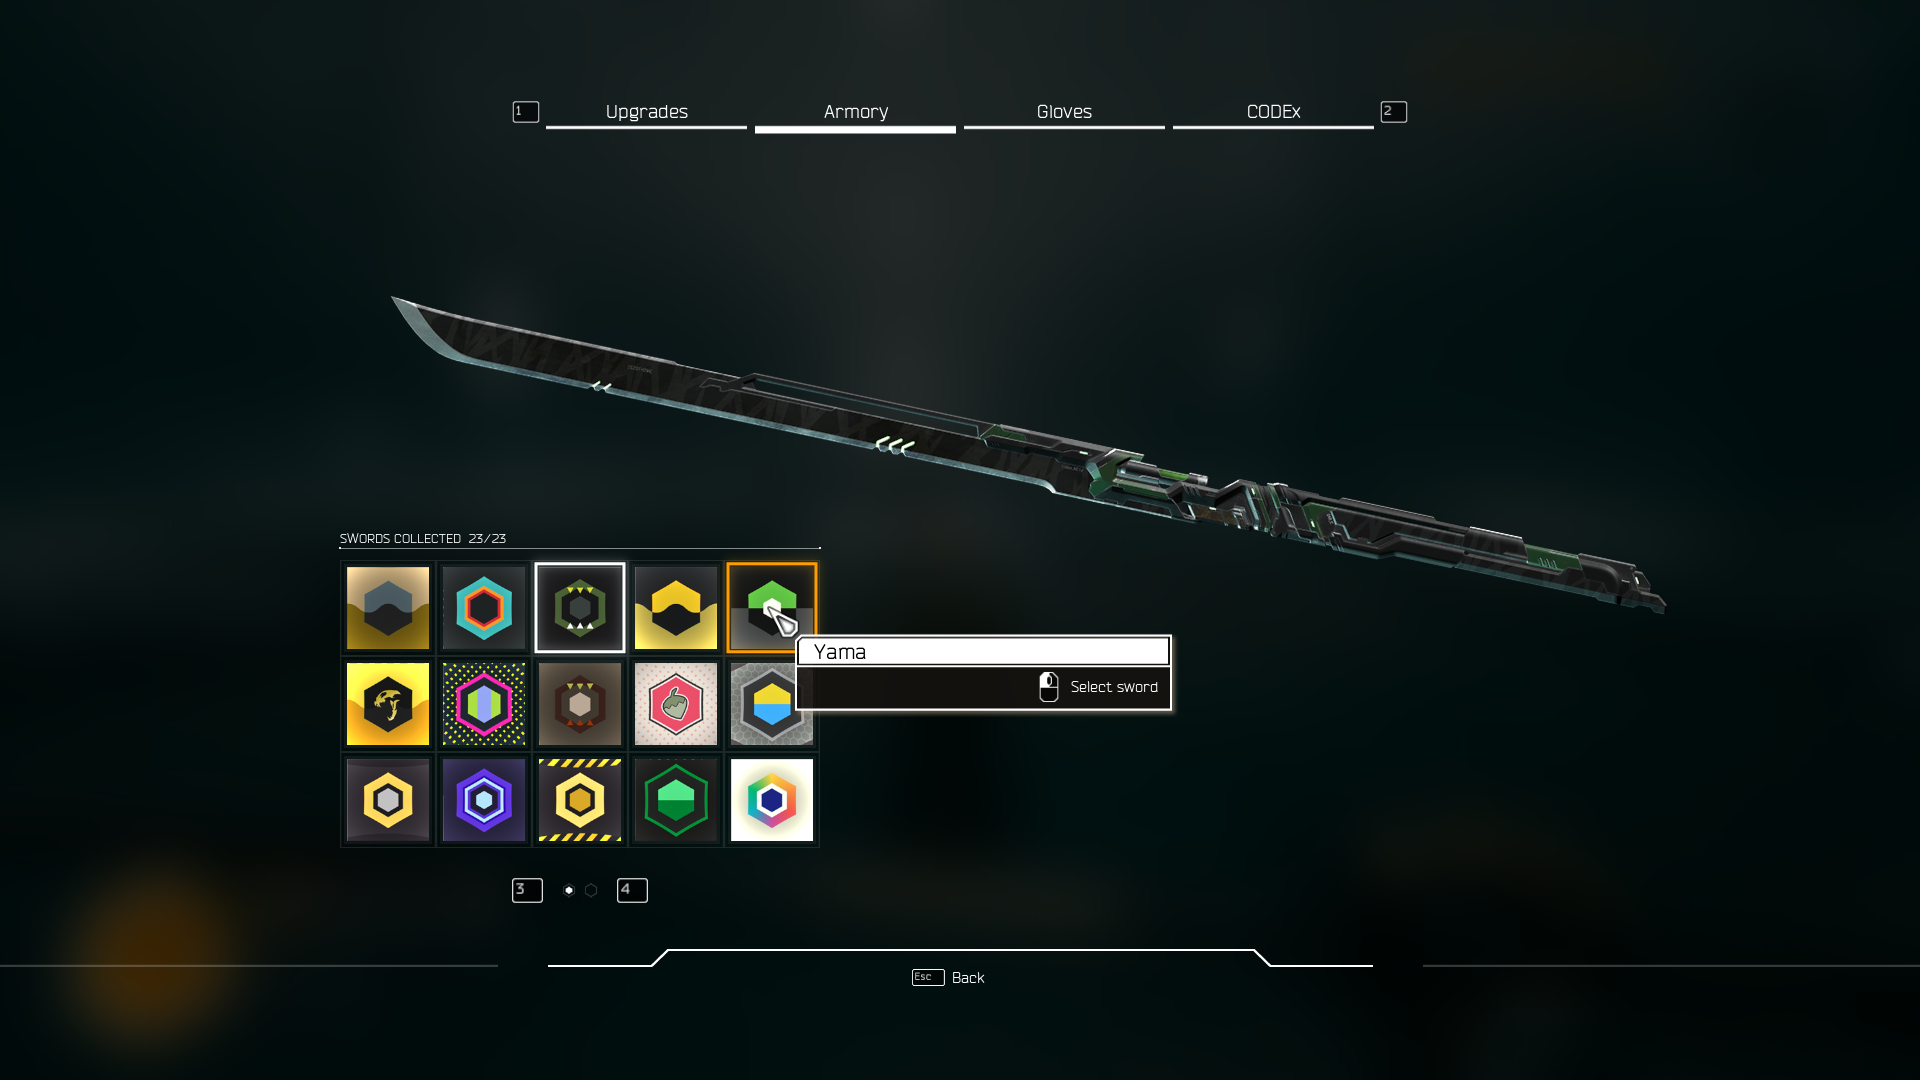 1 Upgrades Armory Gloves CODEx 2
SWORDS COLLECTED 23/23
Yama
Select sword
3 4
Esc Back